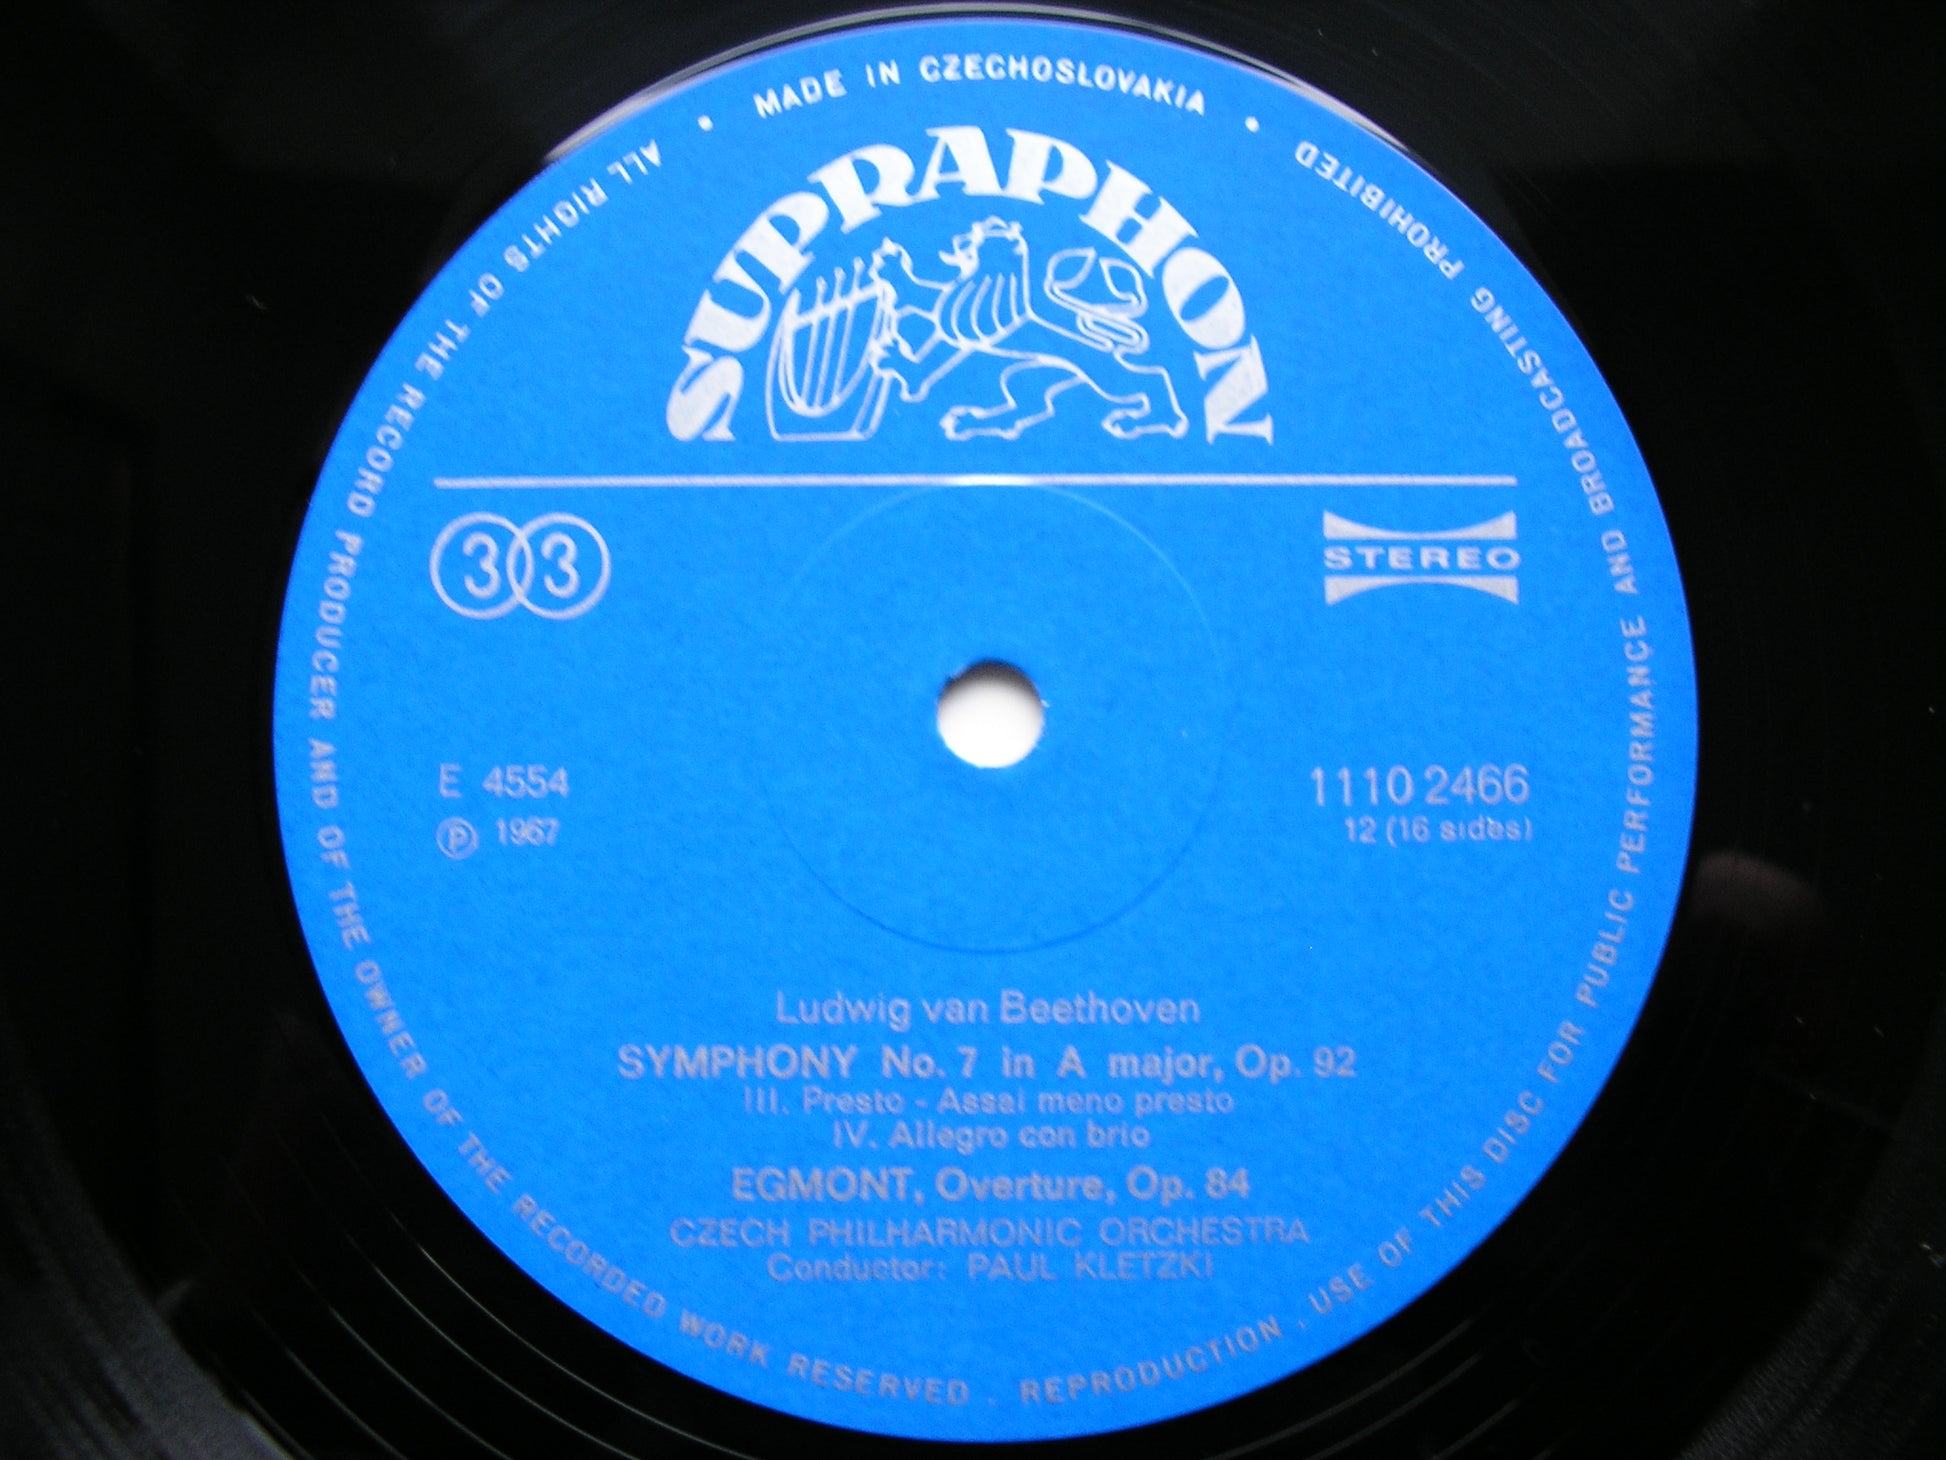 MADE IN CZECHOSLOVAKIA
SUPRAPHON
33
STEREO
E 4554
Ⓟ 1967
1110 2466
12 (16 sides)
Ludwig van Beethoven
SYMPHONY No. 7 in A major, Op. 92
III. Presto - Assai meno presto
IV. Allegro con brio
EGMONT, Overture, Op. 84
CZECH PHILHARMONIC ORCHESTRA
Conductor: PAUL KLETZKI
ALL RIGHTS OF THE RECORD PRODUCER AND OF THE OWNER OF THE RECORDED WORK RESERVED . REPRODUCTION . USE OF THIS DISC FOR PUBLIC PERFORMANCE AND BROADCASTING PROHIBITED